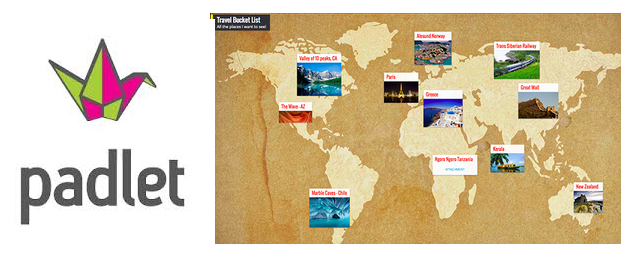 padlet
Travel Bucket List
All the places I want to see!
Alesund Norway
Trans Siberian Railway
Valley of 10 peaks, CA
Paris
Great Wall
Greece
The Wave - AZ
Kerala
Ngoro Ngoro Tanzania
Marble Caves - Chile
New Zealand